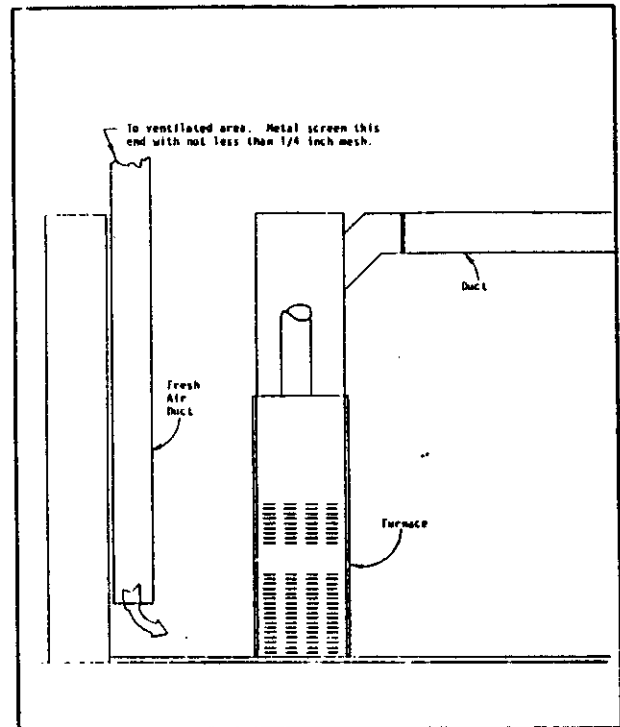 To ventilated area. Metal screen this
end with not less than 1/4 inch mesh.
Duct
Fresh
Air
Duct
Furnace